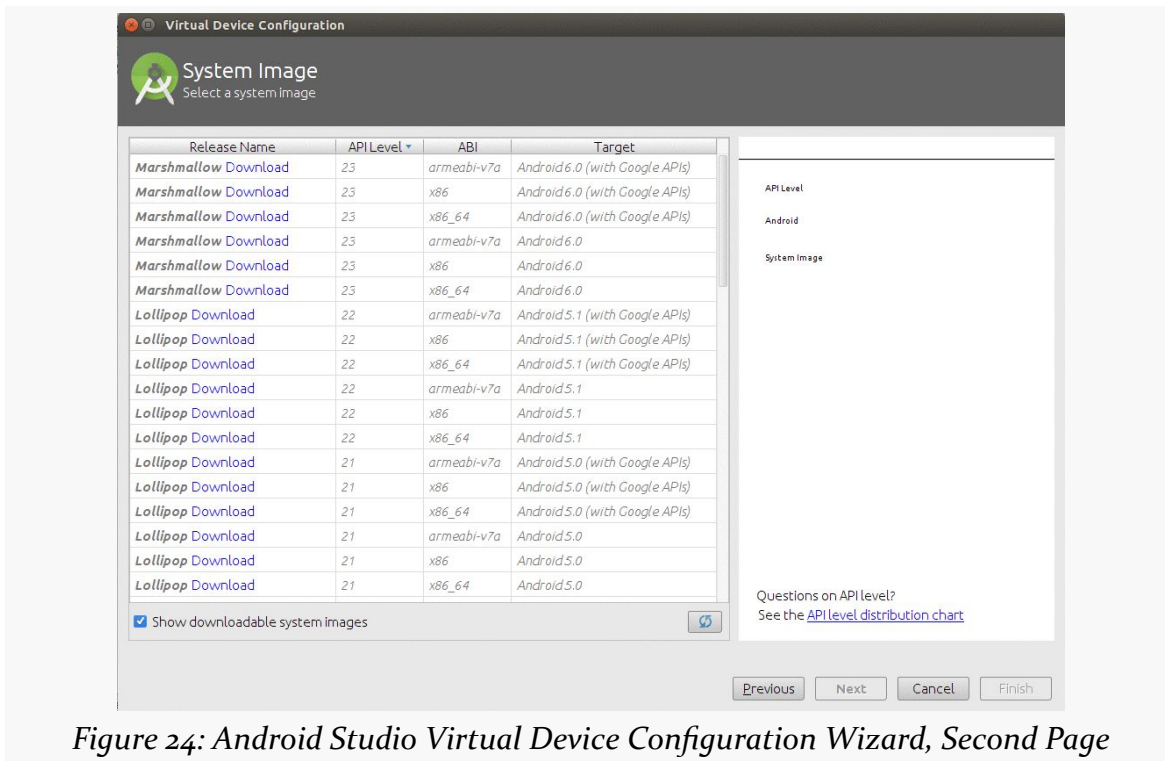 Virtual Device Configuration
System Image
Select a system image
Release Name API Level ABI Target
Marshmallow Download 23 armeabi-v7a Android 6.0 (with Google APIs)
Marshmallow Download 23 x86 Android 6.0 (with Google APIs)
Marshmallow Download 23 x86_64 Android 6.0 (with Google APIs)
Marshmallow Download 23 armeabi-v7a Android 6.0
Marshmallow Download 23 x86 Android 6.0
Marshmallow Download 23 x86_64 Android 6.0
Lollipop Download 22 armeabi-v7a Android 5.1 (with Google APIs)
Lollipop Download 22 x86 Android 5.1 (with Google APIs)
Lollipop Download 22 x86_64 Android 5.1 (with Google APIs)
Lollipop Download 22 armeabi-v7a Android 5.1
Lollipop Download 22 x86 Android 5.1
Lollipop Download 22 x86_64 Android 5.1
Lollipop Download 21 armeabi-v7a Android 5.0 (with Google APIs)
Lollipop Download 21 x86 Android 5.0 (with Google APIs)
Lollipop Download 21 x86_64 Android 5.0 (with Google APIs)
Lollipop Download 21 armeabi-v7a Android 5.0
Lollipop Download 21 x86 Android 5.0
Lollipop Download 21 x86_64 Android 5.0
Show downloadable system images
API Level
Android
System Image
Questions on API level?
See the API level distribution chart
Previous Next Cancel Finish
Figure 24: Android Studio Virtual Device Configuration Wizard, Second Page